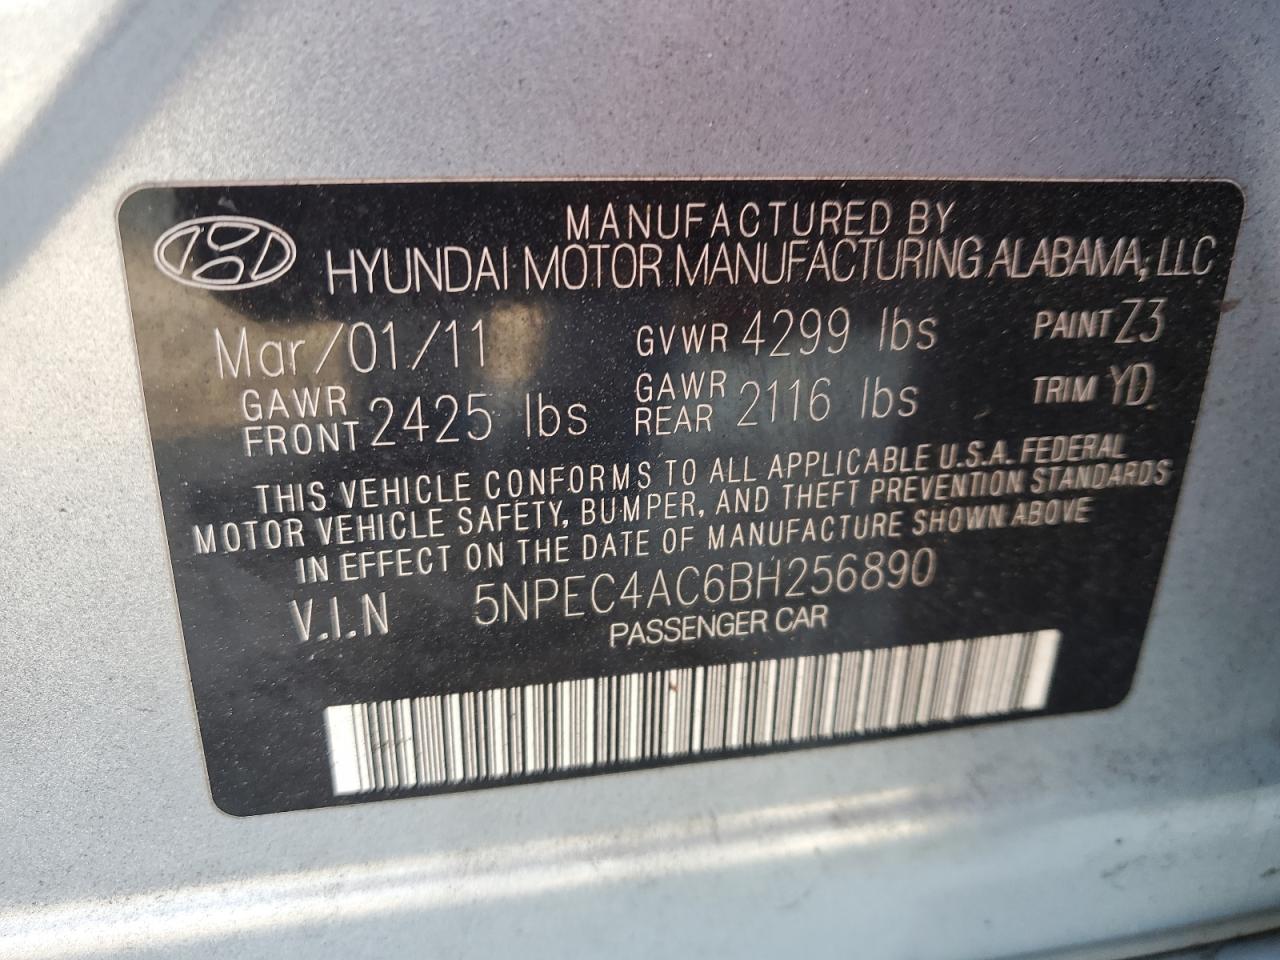 MANUFACTURED BY
HYUNDAI MOTOR MANUFACTURING ALABAMA, LLC
Mar/01/11 GVWR 4299 lbs PAINT Z3
GAWR FRONT 2425 lbs GAWR REAR 2116 lbs TRIM YD
THIS VEHICLE CONFORMS TO ALL APPLICABLE U.S.A. FEDERAL
MOTOR VEHICLE SAFETY, BUMPER, AND THEFT PREVENTION STANDARDS
IN EFFECT ON THE DATE OF MANUFACTURE SHOWN ABOVE
V.I.N 5NPEC4AC6BH256890
PASSENGER CAR